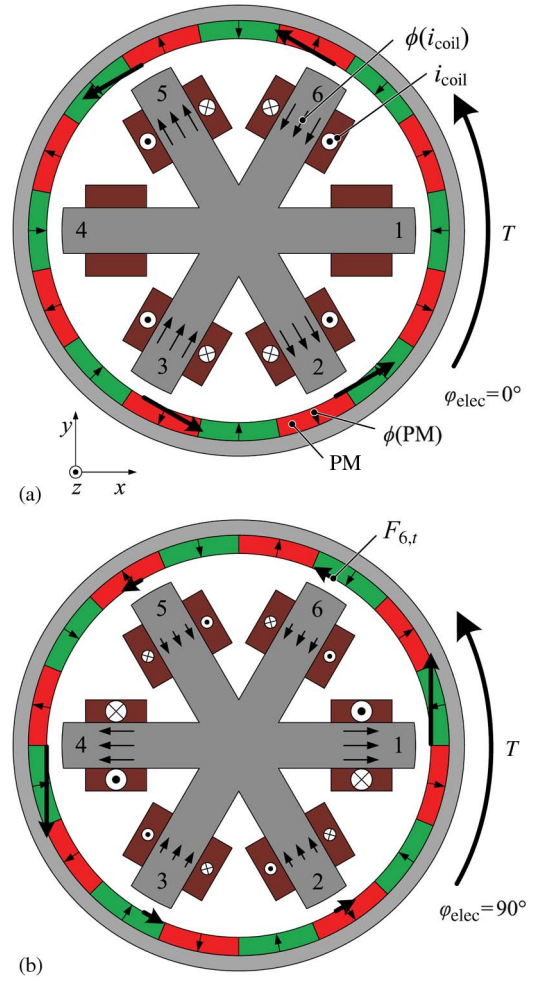 ϕ(i_coil)
i_coil
5
6
4
1
T
3
2
φ_elec=0°
ϕ(PM)
PM
y
z
x
(a)
F_6,t
5
6
4
1
T
3
2
φ_elec=90°
(b)